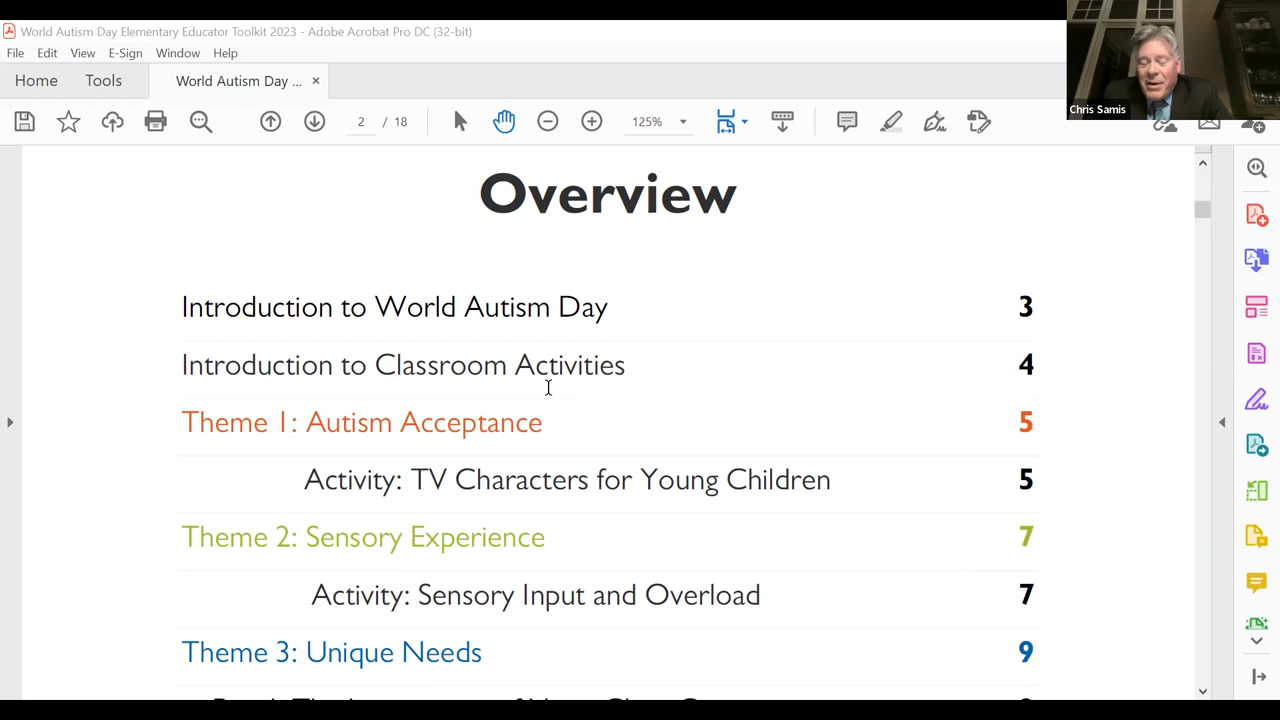 World Autism Day Elementary Educator Toolkit 2023 - Adobe Acrobat Pro DC (32-bit)
File Edit View E-Sign Window Help
Home Tools World Autism Day ... ×
2 / 18 125%
Chris Samis
Overview
Introduction to World Autism Day 3
Introduction to Classroom Activities 4
Theme 1: Autism Acceptance 5
Activity: TV Characters for Young Children 5
Theme 2: Sensory Experience 7
Activity: Sensory Input and Overload 7
Theme 3: Unique Needs 9